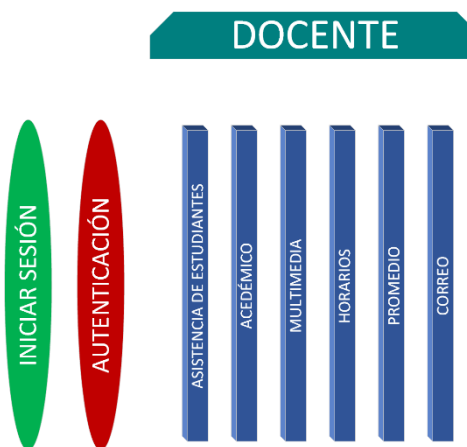 DOCENTE
INICIAR SESIÓN
AUTENTICACIÓN
ASISTENCIA DE ESTUDIANTES
ACEDÉMICO
MULTIMEDIA
HORARIOS
PROMEDIO
CORREO